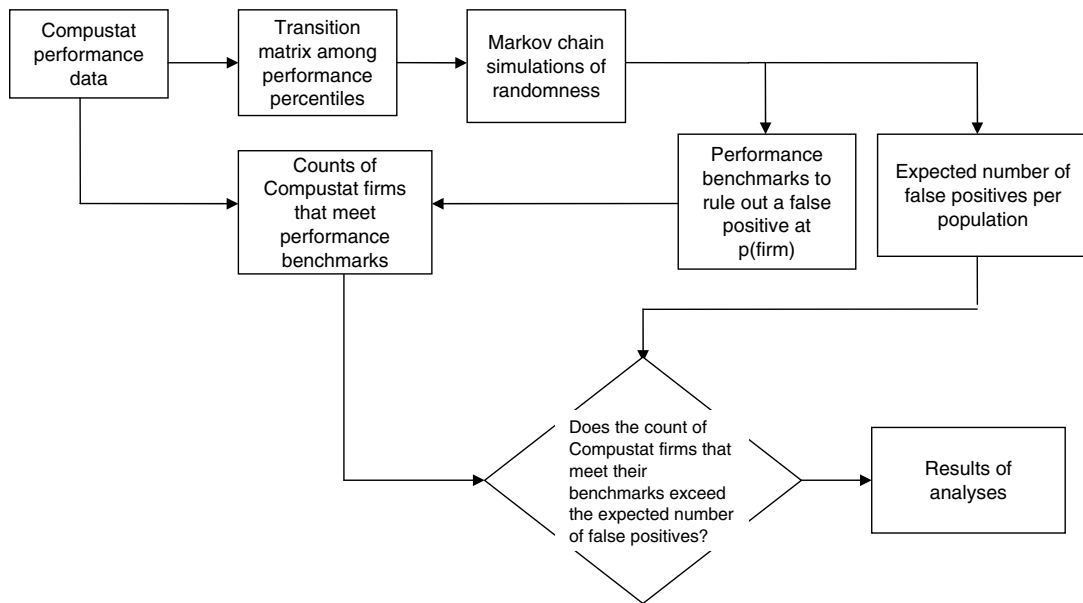 Compustat
performance
data
Transition
matrix among
performance
percentiles
Markov chain
simulations of
randomness
Counts of
Compustat firms
that meet
performance
benchmarks
Performance
benchmarks to
rule out a false
positive at
p(firm)
Expected number of
false positives per
population
Does the count of
Compustat firms that
meet their
benchmarks exceed
the expected number
of false positives?
Results of
analyses